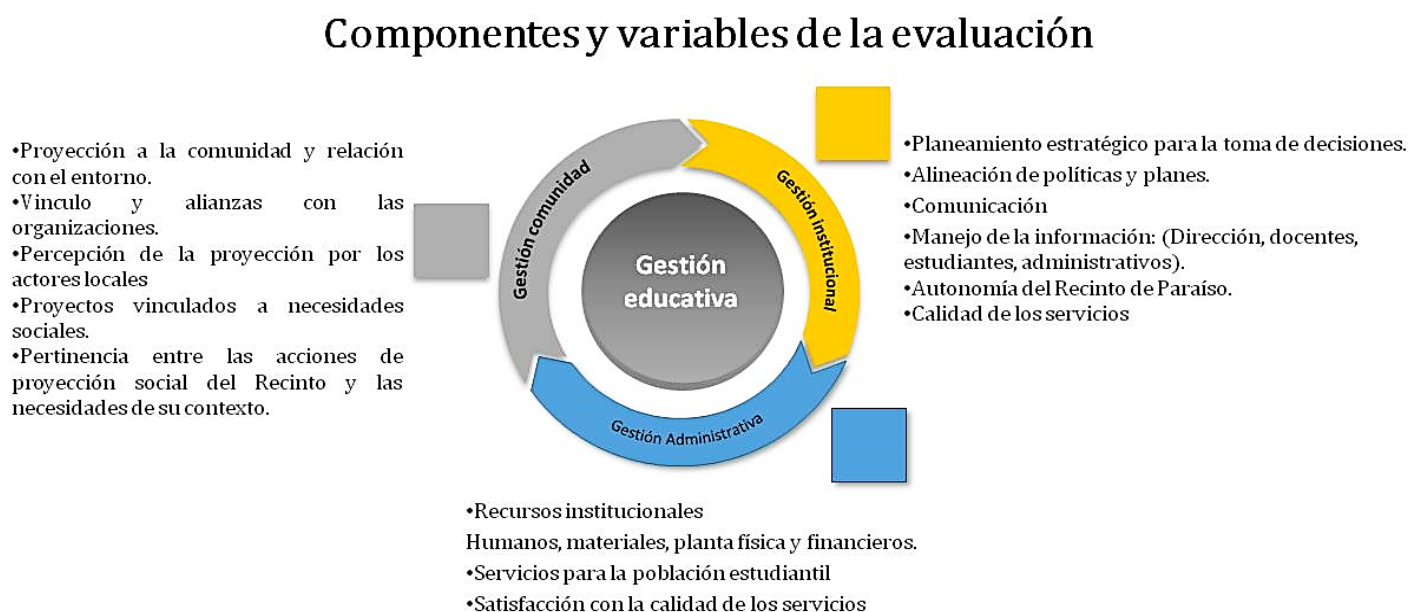 Componentes y variables de la evaluación
•Proyección a la comunidad y relación
con el entorno.
•Vinculo y alianzas con las
organizaciones.
•Percepción de la proyección por los
actores locales
•Proyectos vinculados a necesidades
sociales.
•Pertinencia entre las acciones de
proyección social del Recinto y las
necesidades de su contexto.
Gestión comunidad
Gestión
educativa
Gestión institucional
Gestión Administrativa
•Planeamiento estratégico para la toma de decisiones.
•Alineación de políticas y planes.
•Comunicación
•Manejo de la información: (Dirección, docentes,
estudiantes, administrativos).
•Autonomía del Recinto de Paraíso.
•Calidad de los servicios
•Recursos institucionales
Humanos, materiales, planta física y financieros.
•Servicios para la población estudiantil
•Satisfacción con la calidad de los servicios